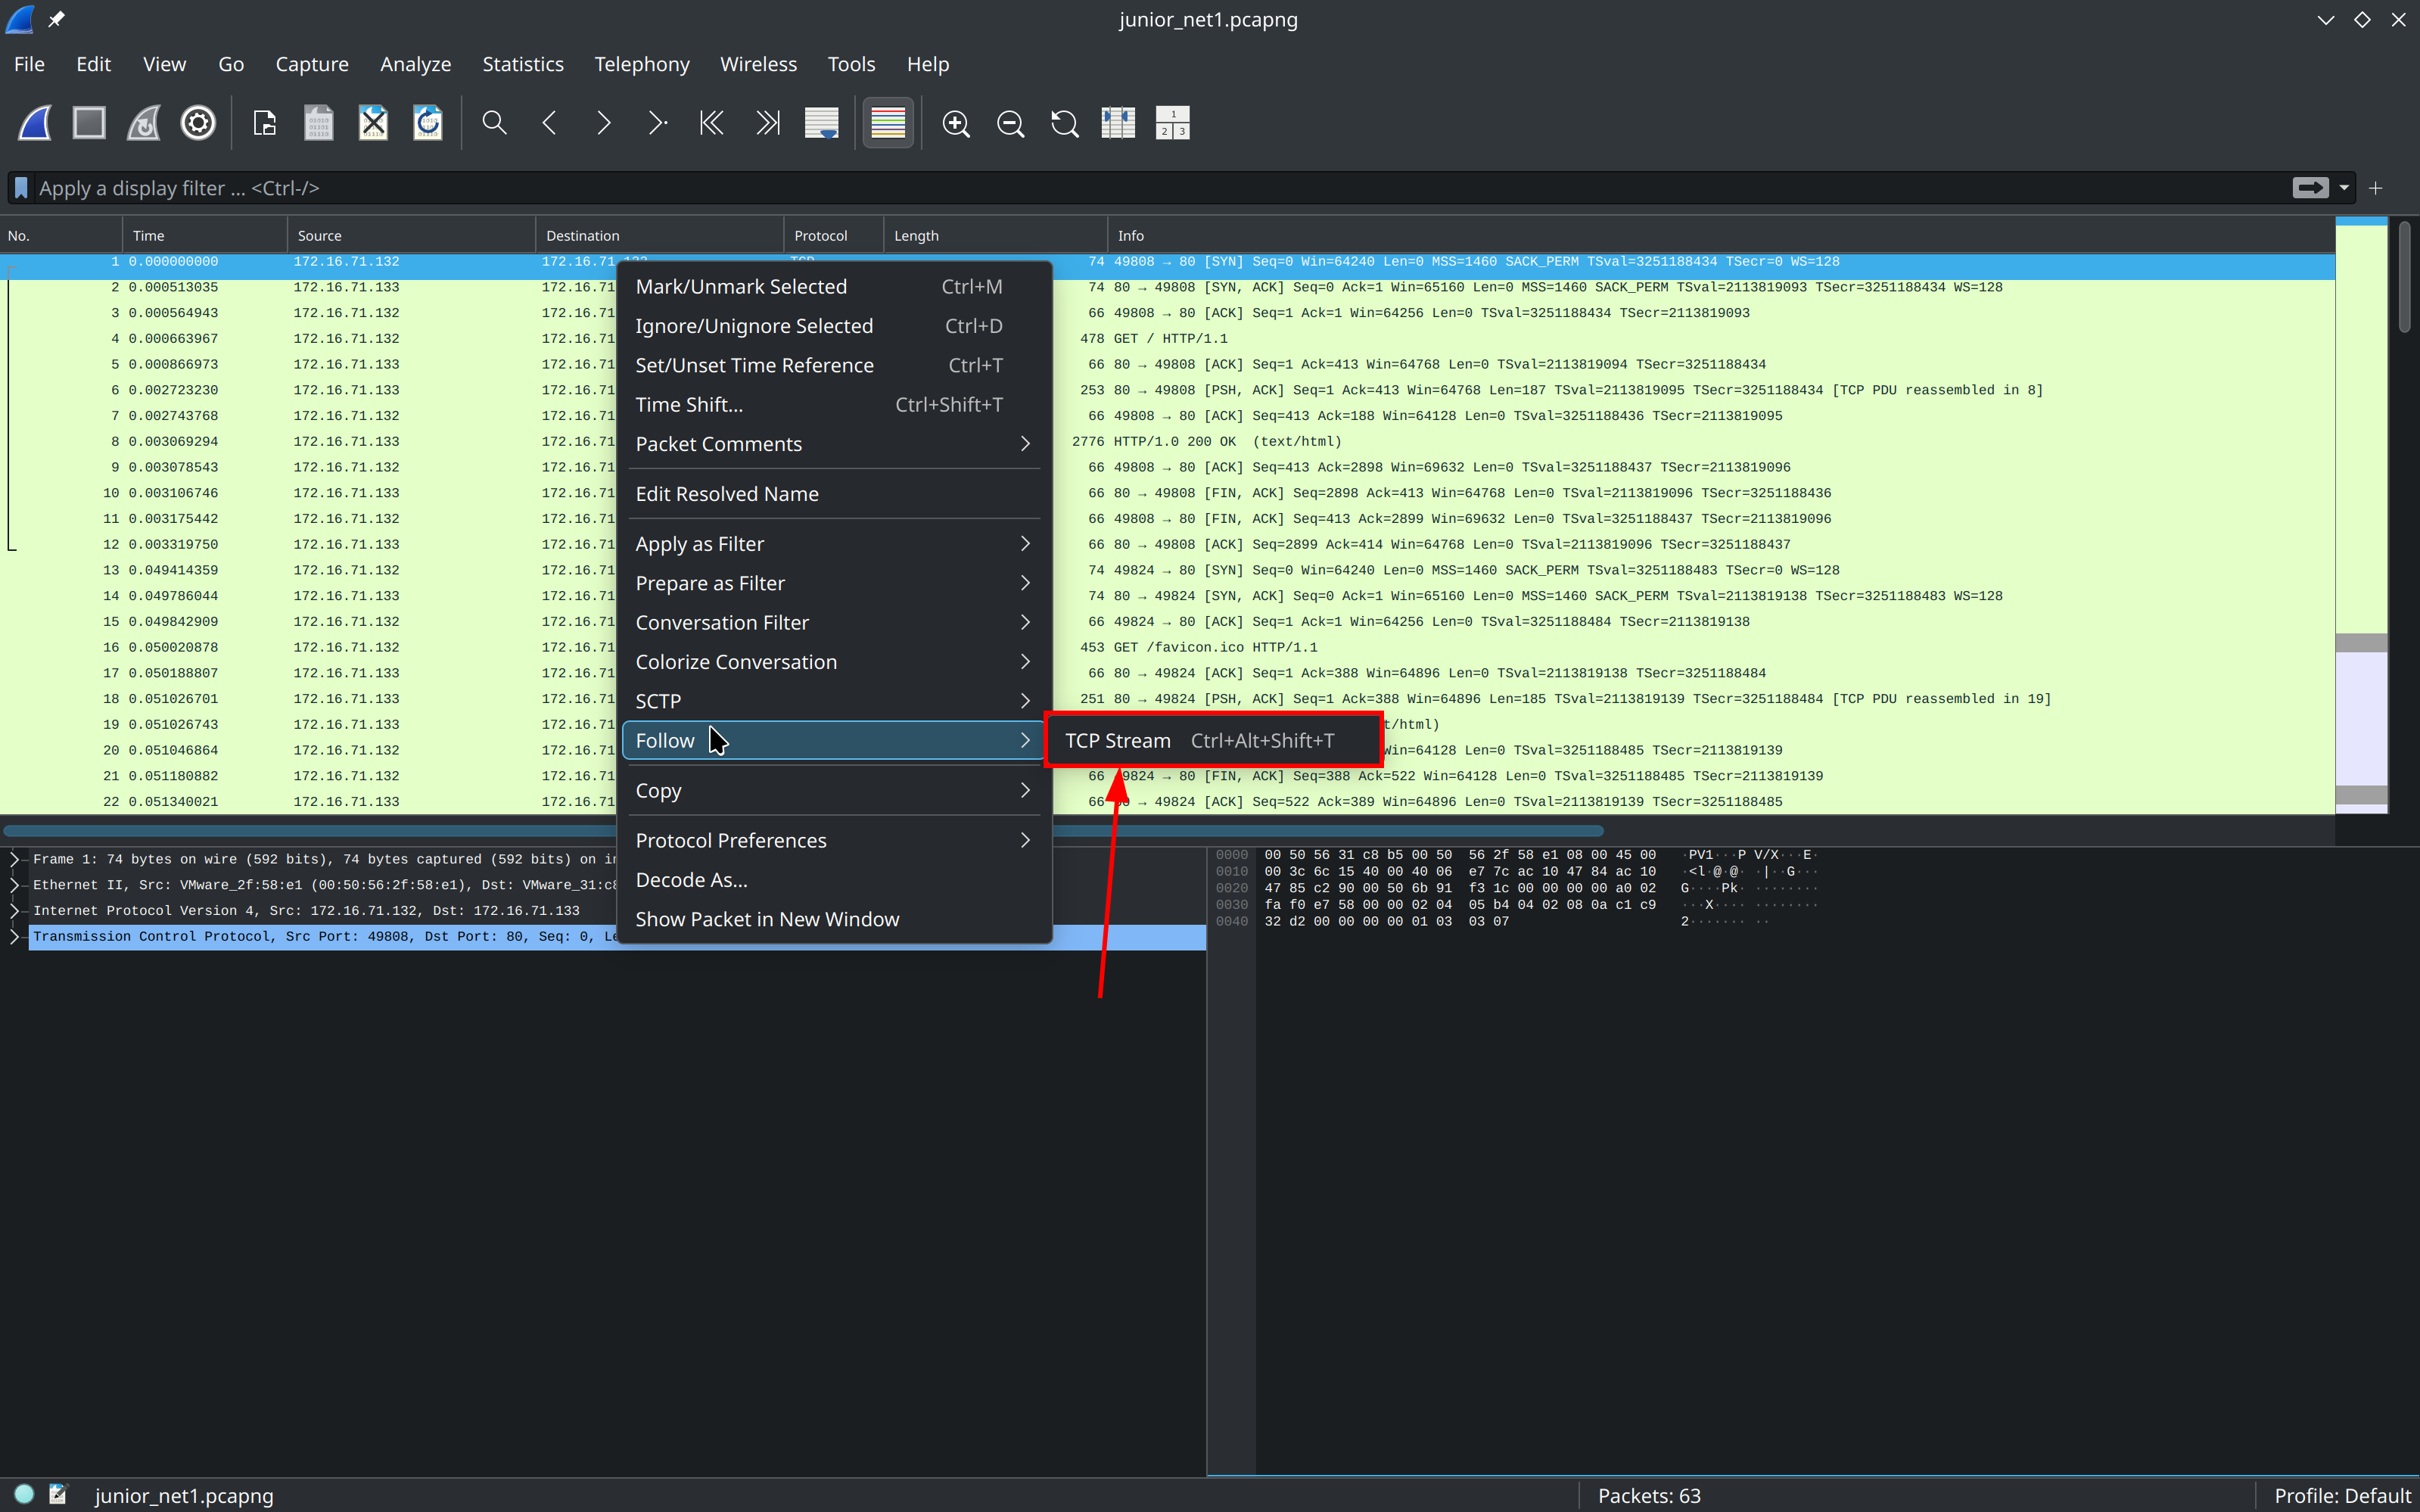 junior_net1.pcapng
File Edit View Go Capture Analyze Statistics Telephony Wireless Tools Help
Apply a display filter ... <Ctrl-/>
No. Time Source Destination Protocol Length Info
1 0.000000000 172.16.71.132 172.16.71.133 TCP 74 49808 → 80 [SYN] Seq=0 Win=64240 Len=0 MSS=1460 SACK_PERM TSval=3251188434 TSecr=0 WS=128
2 0.000513035 172.16.71.133 172.16.71 74 80 → 49808 [SYN, ACK] Seq=0 Ack=1 Win=65160 Len=0 MSS=1460 SACK_PERM TSval=2113819093 TSecr=3251188434 WS=128
3 0.000564943 172.16.71.132 172.16.71 66 49808 → 80 [ACK] Seq=1 Ack=1 Win=64256 Len=0 TSval=3251188434 TSecr=2113819093
4 0.000663967 172.16.71.132 172.16.71 478 GET / HTTP/1.1
5 0.000866973 172.16.71.133 172.16.71 66 80 → 49808 [ACK] Seq=1 Ack=413 Win=64768 Len=0 TSval=2113819094 TSecr=3251188434
6 0.002723230 172.16.71.133 172.16.71 253 80 → 49808 [PSH, ACK] Seq=1 Ack=413 Win=64768 Len=187 TSval=2113819095 TSecr=3251188434 [TCP PDU reassembled in 8]
7 0.002743768 172.16.71.132 172.16.71 66 49808 → 80 [ACK] Seq=413 Ack=188 Win=64128 Len=0 TSval=3251188436 TSecr=2113819095
8 0.003069294 172.16.71.133 172.16.71 2776 HTTP/1.0 200 OK (text/html)
9 0.003078543 172.16.71.132 172.16.71 66 49808 → 80 [ACK] Seq=413 Ack=2898 Win=69632 Len=0 TSval=3251188437 TSecr=2113819096
10 0.003106746 172.16.71.133 172.16.71 66 80 → 49808 [FIN, ACK] Seq=2898 Ack=413 Win=64768 Len=0 TSval=2113819096 TSecr=3251188436
11 0.003175442 172.16.71.132 172.16.71 66 49808 → 80 [FIN, ACK] Seq=413 Ack=2899 Win=69632 Len=0 TSval=3251188437 TSecr=2113819096
12 0.003319750 172.16.71.133 172.16.71 66 80 → 49808 [ACK] Seq=2899 Ack=414 Win=64768 Len=0 TSval=2113819096 TSecr=3251188437
13 0.049414359 172.16.71.132 172.16.71 74 49824 → 80 [SYN] Seq=0 Win=64240 Len=0 MSS=1460 SACK_PERM TSval=3251188483 TSecr=0 WS=128
14 0.049786044 172.16.71.133 172.16.71 74 80 → 49824 [SYN, ACK] Seq=0 Ack=1 Win=65160 Len=0 MSS=1460 SACK_PERM TSval=2113819138 TSecr=3251188483 WS=128
15 0.049842909 172.16.71.132 172.16.71 66 49824 → 80 [ACK] Seq=1 Ack=1 Win=64256 Len=0 TSval=3251188484 TSecr=2113819138
16 0.050020878 172.16.71.132 172.16.71 453 GET /favicon.ico HTTP/1.1
17 0.050188807 172.16.71.133 172.16.71 66 80 → 49824 [ACK] Seq=1 Ack=388 Win=64896 Len=0 TSval=2113819138 TSecr=3251188484
18 0.051026701 172.16.71.133 172.16.71 251 80 → 49824 [PSH, ACK] Seq=1 Ack=388 Win=64896 Len=185 TSval=2113819139 TSecr=3251188484 [TCP PDU reassembled in 19]
19 0.051026743 172.16.71.133 172.16.71 t/html)
20 0.051046864 172.16.71.132 172.16.71 Win=64128 Len=0 TSval=3251188485 TSecr=2113819139
21 0.051180882 172.16.71.132 172.16.71 66 49824 → 80 [FIN, ACK] Seq=388 Ack=522 Win=64128 Len=0 TSval=3251188485 TSecr=2113819139
22 0.051340021 172.16.71.133 172.16.71 66 80 → 49824 [ACK] Seq=522 Ack=389 Win=64896 Len=0 TSval=2113819139 TSecr=3251188485
Mark/Unmark Selected Ctrl+M
Ignore/Unignore Selected Ctrl+D
Set/Unset Time Reference Ctrl+T
Time Shift... Ctrl+Shift+T
Packet Comments
Edit Resolved Name
Apply as Filter
Prepare as Filter
Conversation Filter
Colorize Conversation
SCTP
Follow
TCP Stream Ctrl+Alt+Shift+T
Copy
Protocol Preferences
Decode As...
Show Packet in New Window
Frame 1: 74 bytes on wire (592 bits), 74 bytes captured (592 bits) on in
Ethernet II, Src: VMware_2f:58:e1 (00:50:56:2f:58:e1), Dst: VMware_31:c8
Internet Protocol Version 4, Src: 172.16.71.132, Dst: 172.16.71.133
Transmission Control Protocol, Src Port: 49808, Dst Port: 80, Seq: 0, Le
0000 00 50 56 31 c8 b5 00 50 56 2f 58 e1 08 00 45 00 ·PV1···P V/X···E·
0010 00 3c 6c 15 40 00 40 06 e7 7c ac 10 47 84 ac 10 ·<l·@·@· ·|··G···
0020 47 85 c2 90 00 50 6b 91 f3 1c 00 00 00 00 a0 02 G····Pk· ········
0030 fa f0 e7 58 00 00 02 04 05 b4 04 02 08 0a c1 c9 ···X···· ········
0040 32 d2 00 00 00 00 01 03 03 07 2······· ··
junior_net1.pcapng
Packets: 63
Profile: Default